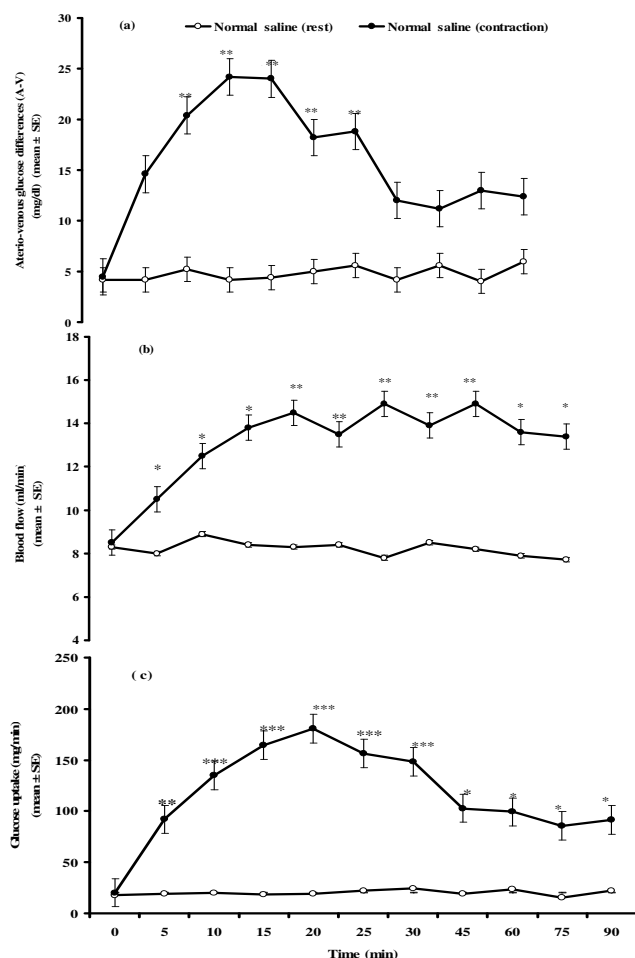 (a)
Normal saline (rest)
Normal saline (contraction)
Aterio-venous glucose differences (A-V)
(mg/dl) (mean ± SE)
30
25
20
15
10
5
0
** ** ** ** **
(b)
Blood flow (ml/min)
(mean ± SE)
18
16
14
12
10
8
6
4
* * * ** ** ** ** ** * *
( c)
Glucose uptake (mg/min)
(mean ± SE)
250
200
150
100
50
0
** *** *** *** *** *** * * * *
0 5 10 15 20 25 30 45 60 75 90
Time (min)